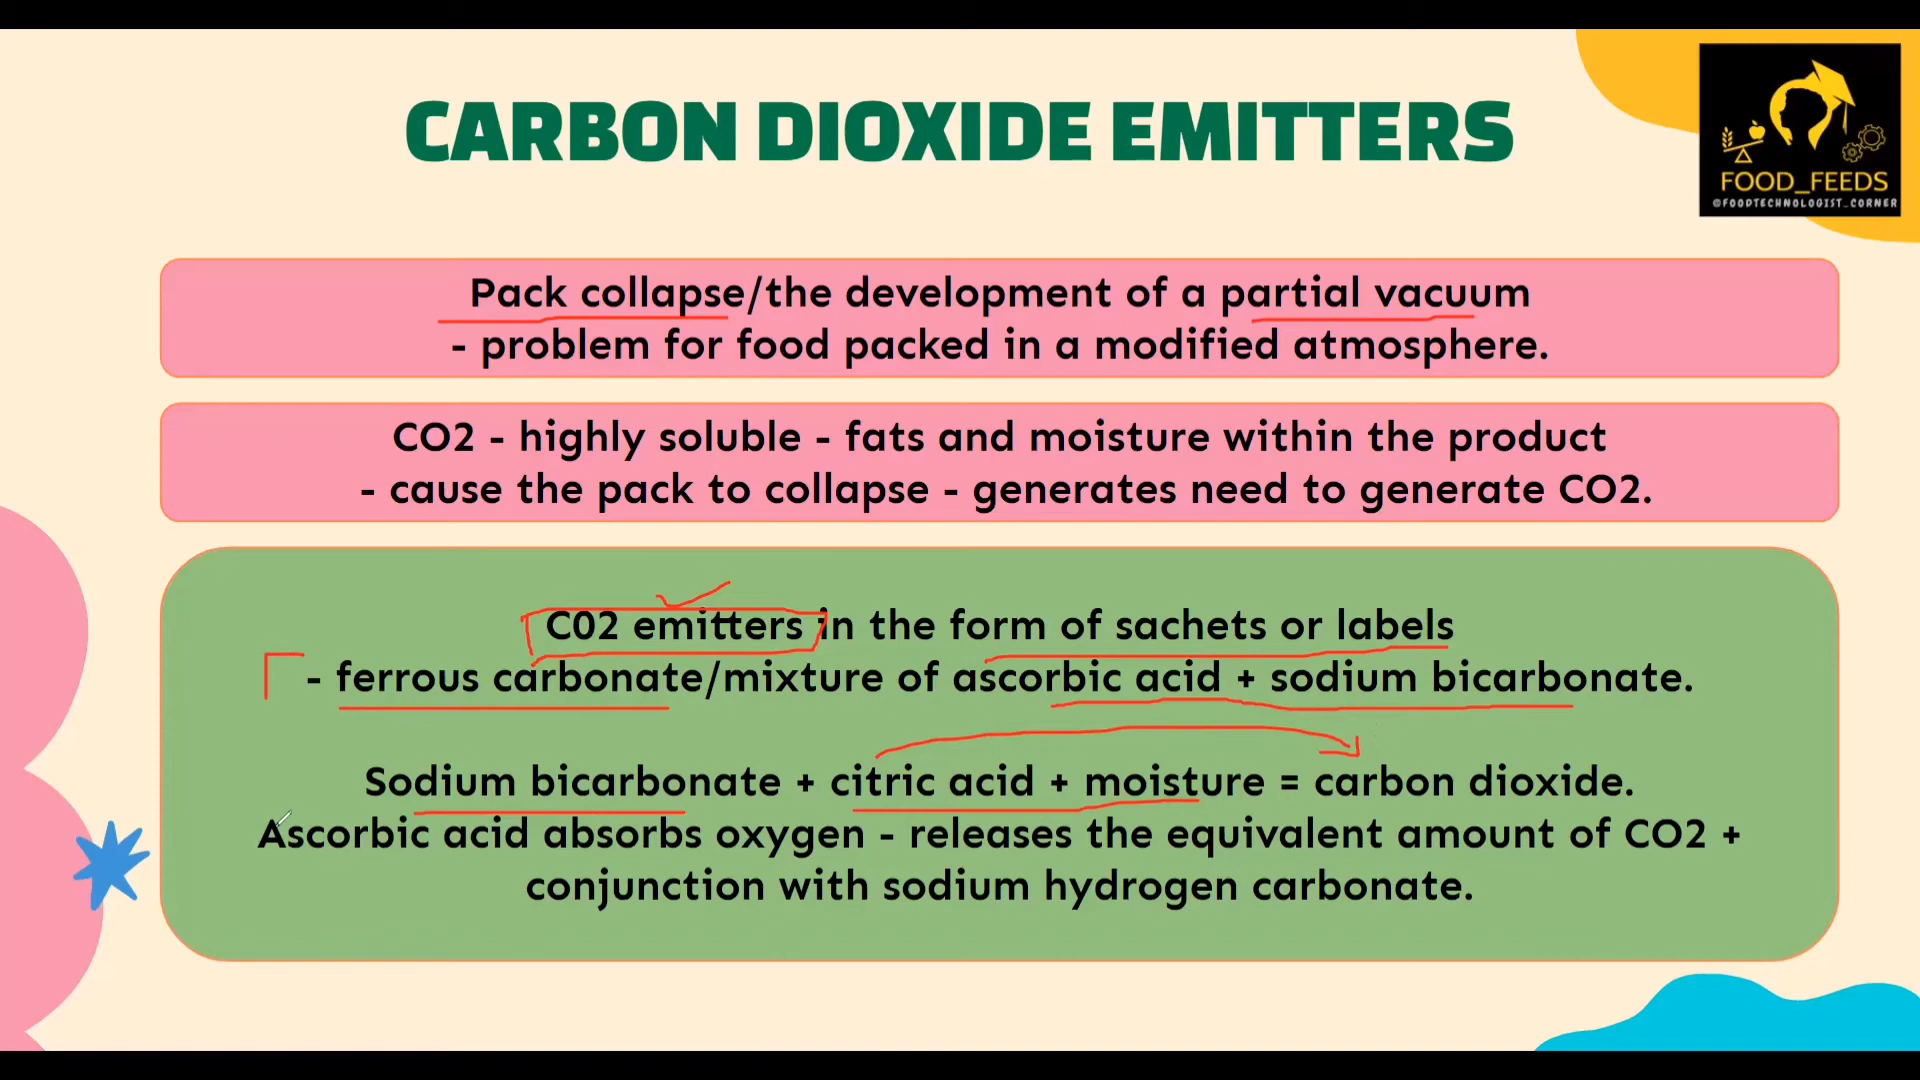 CARBON DIOXIDE EMITTERS
FOOD_FEEDS
@FOODTECHNOLOGIST_CORNER
Pack collapse/the development of a partial vacuum
- problem for food packed in a modified atmosphere.
CO2 - highly soluble - fats and moisture within the product
- cause the pack to collapse - generates need to generate CO2.
C02 emitters in the form of sachets or labels
- ferrous carbonate/mixture of ascorbic acid + sodium bicarbonate.
Sodium bicarbonate + citric acid + moisture = carbon dioxide.
Ascorbic acid absorbs oxygen - releases the equivalent amount of CO2 +
conjunction with sodium hydrogen carbonate.